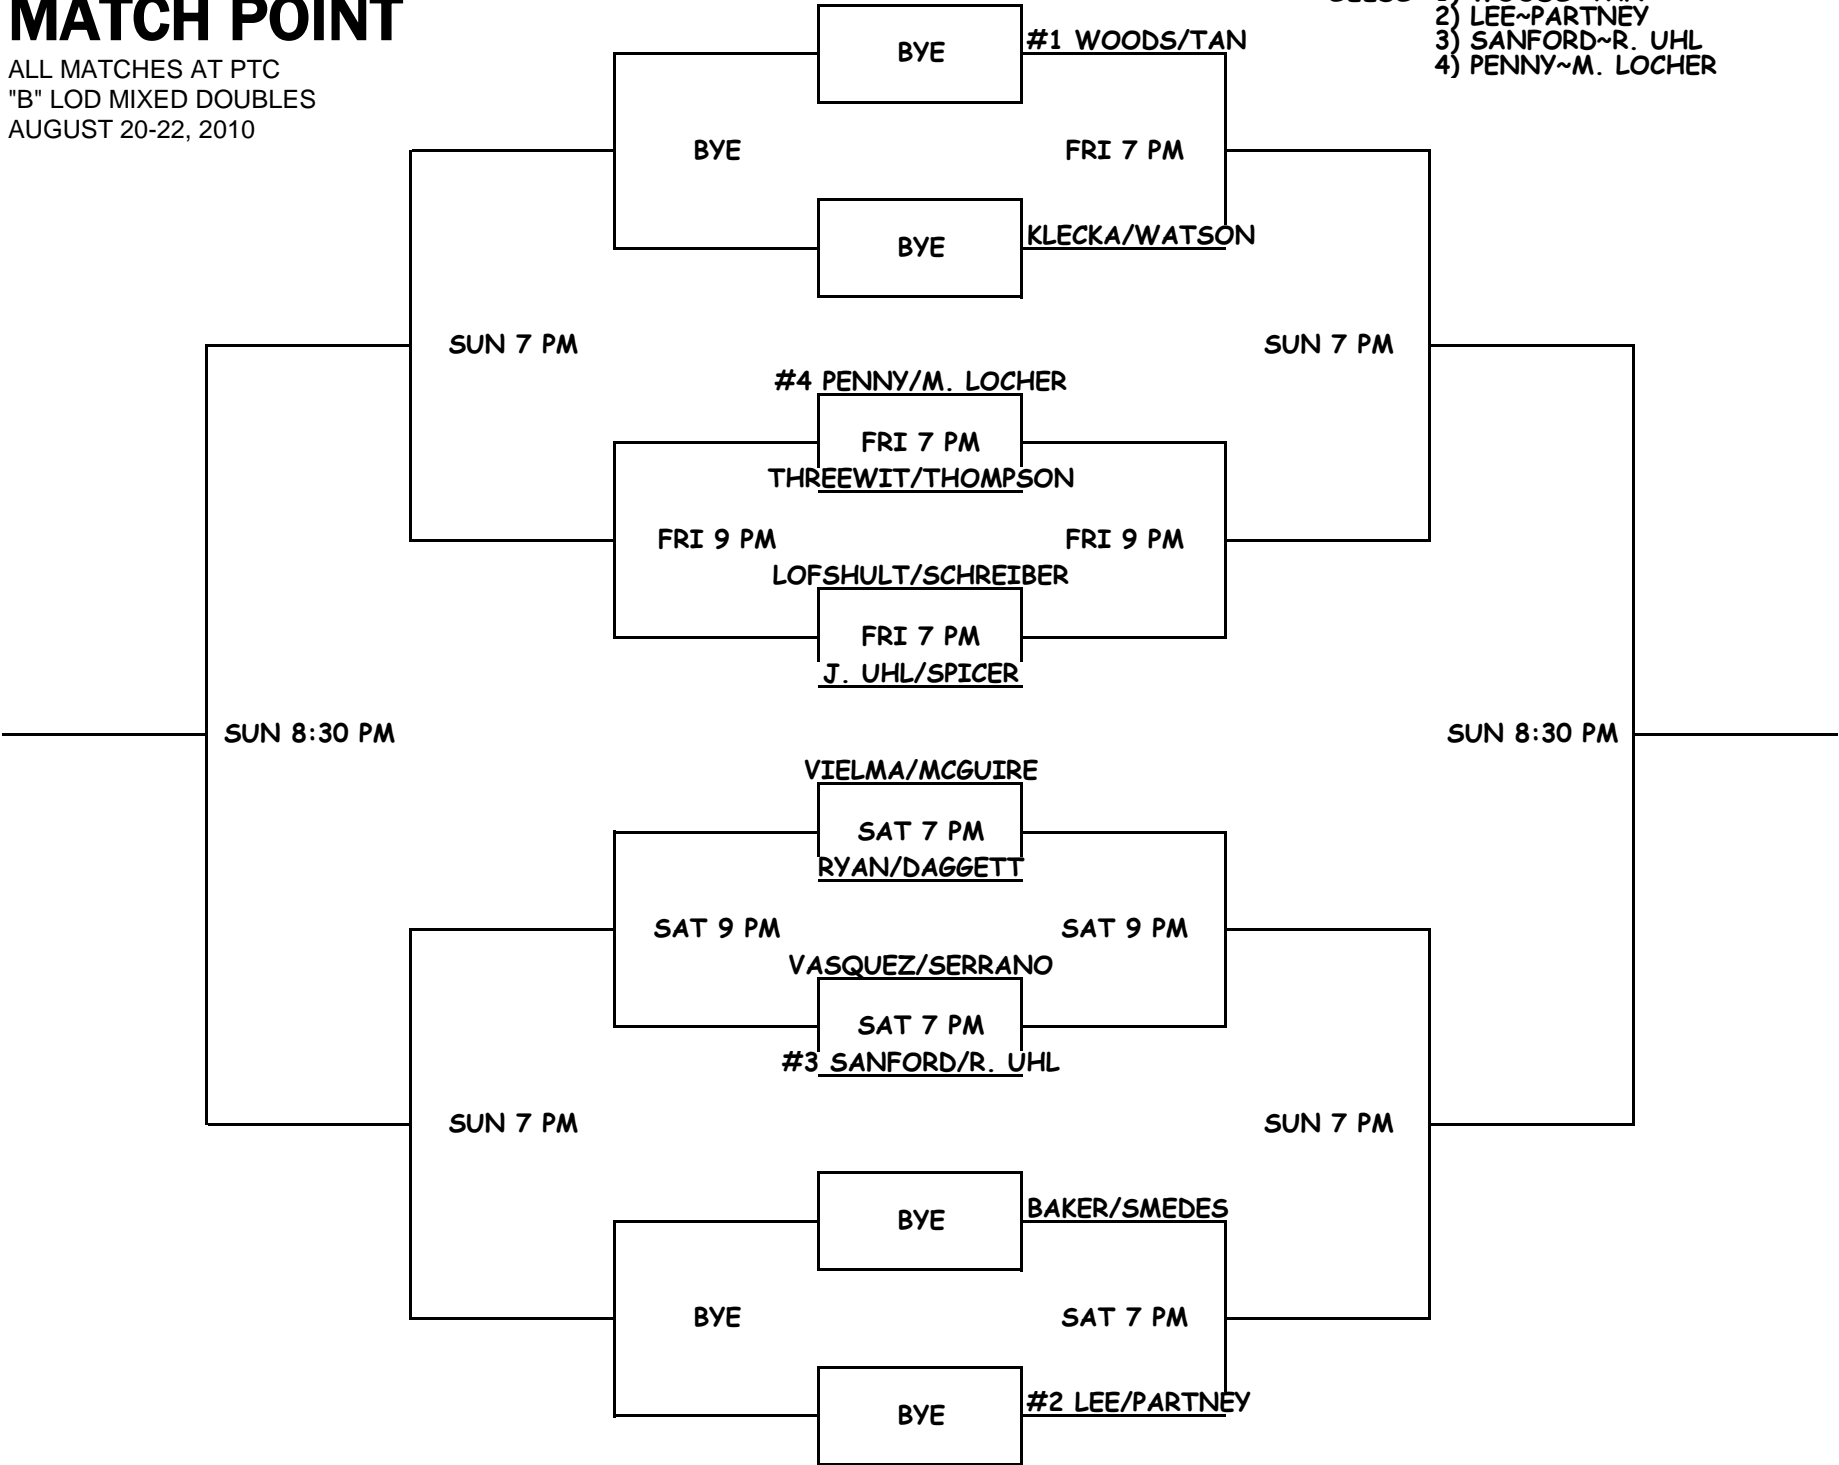 MATCH POINT
ALL MATCHES AT PTC
"B" LOD MIXED DOUBLES
AUGUST 20-22, 2010
2) LEE~PARTNEY
3) SANFORD~R. UHL
4) PENNY~M. LOCHER
BYE
#1 WOODS/TAN
BYE
FRI 7 PM
BYE
KLECKA/WATSON
SUN 7 PM
SUN 7 PM
#4 PENNY/M. LOCHER
FRI 7 PM
THREEWIT/THOMPSON
FRI 9 PM
FRI 9 PM
LOFSHULT/SCHREIBER
FRI 7 PM
J. UHL/SPICER
SUN 8:30 PM
SUN 8:30 PM
VIELMA/MCGUIRE
SAT 7 PM
RYAN/DAGGETT
SAT 9 PM
SAT 9 PM
VASQUEZ/SERRANO
SAT 7 PM
#3 SANFORD/R. UHL
SUN 7 PM
SUN 7 PM
BYE
BAKER/SMEDES
BYE
SAT 7 PM
BYE
#2 LEE/PARTNEY